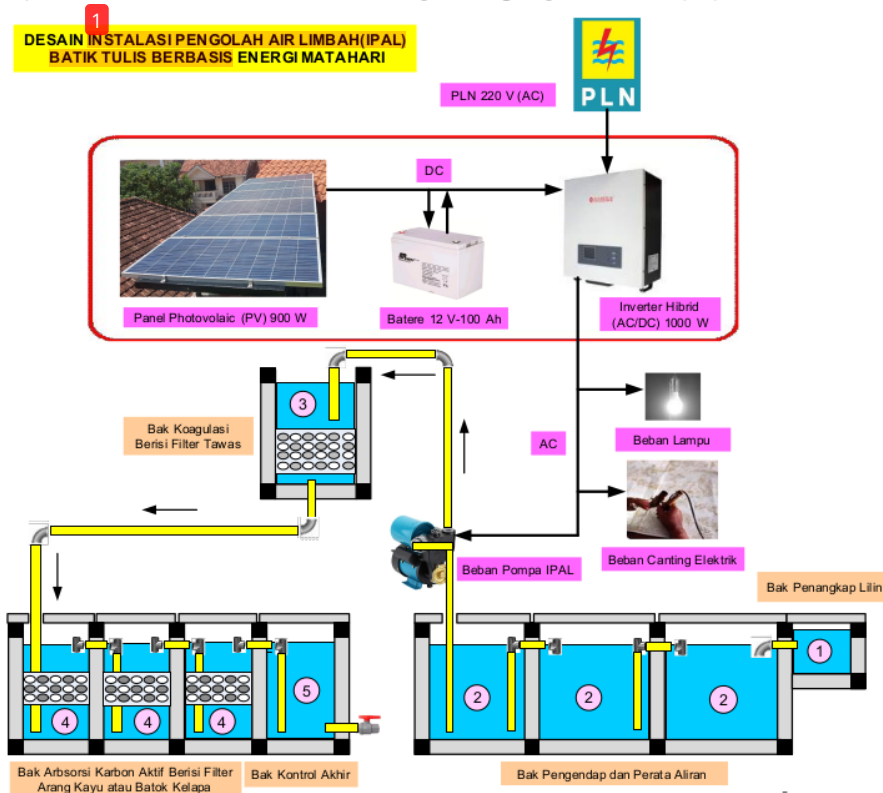 1
DESAIN INSTALASI PENGOLAH AIR LIMBAH(IPAL)
BATIK TULIS BERBASIS ENERGI MATAHARI
PLN 220 V (AC)
PLN
DC
Panel Photovolaic (PV) 900 W
Batere 12 V-100 Ah
Inverter Hibrid
(AC/DC) 1000 W
3
Bak Koagulasi
Berisi Filter Tawas
AC
Beban Lampu
Beban Pompa IPAL
Beban Canting Elektrik
Bak Penangkap Lilin
1
2
2
2
4
4
4
5
Bak Arbsorsi Karbon Aktif Berisi Filter
Arang Kayu atau Batok Kelapa
Bak Kontrol Akhir
Bak Pengendap dan Perata Aliran